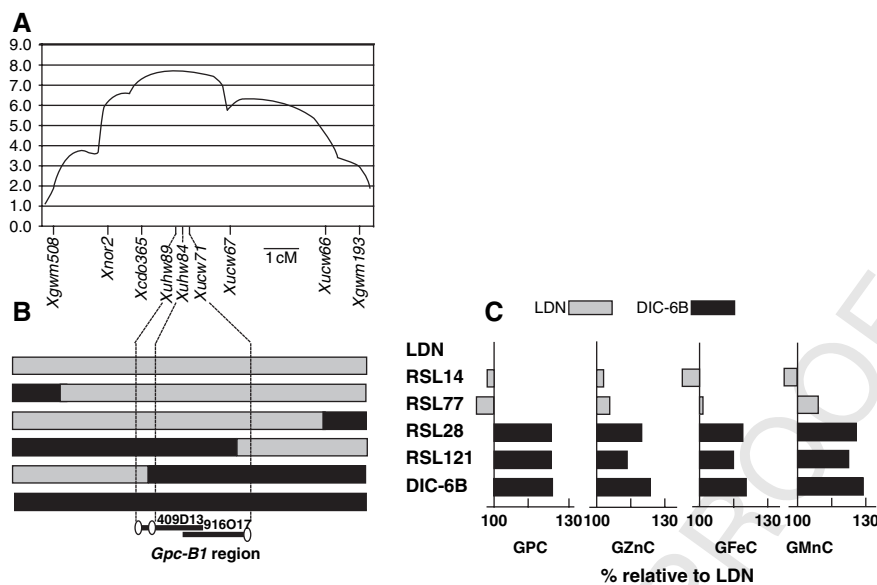 A
9.0
8.0
7.0
6.0
5.0
4.0
3.0
2.0
1.0
0.0
Xgwm508
Xnor2
Xcdo365
Xuhw89
Xuhw84
Xucw71
Xucw67
1 cM
Xucw66
Xgwm193
B
409D13
916O17
Gpc-B1 region
C
LDN
DIC-6B
LDN
RSL14
RSL77
RSL28
RSL121
DIC-6B
100 130 100 130 100 130 100 130
GPC GZnC GFeC GMnC
% relative to LDN
PROOF